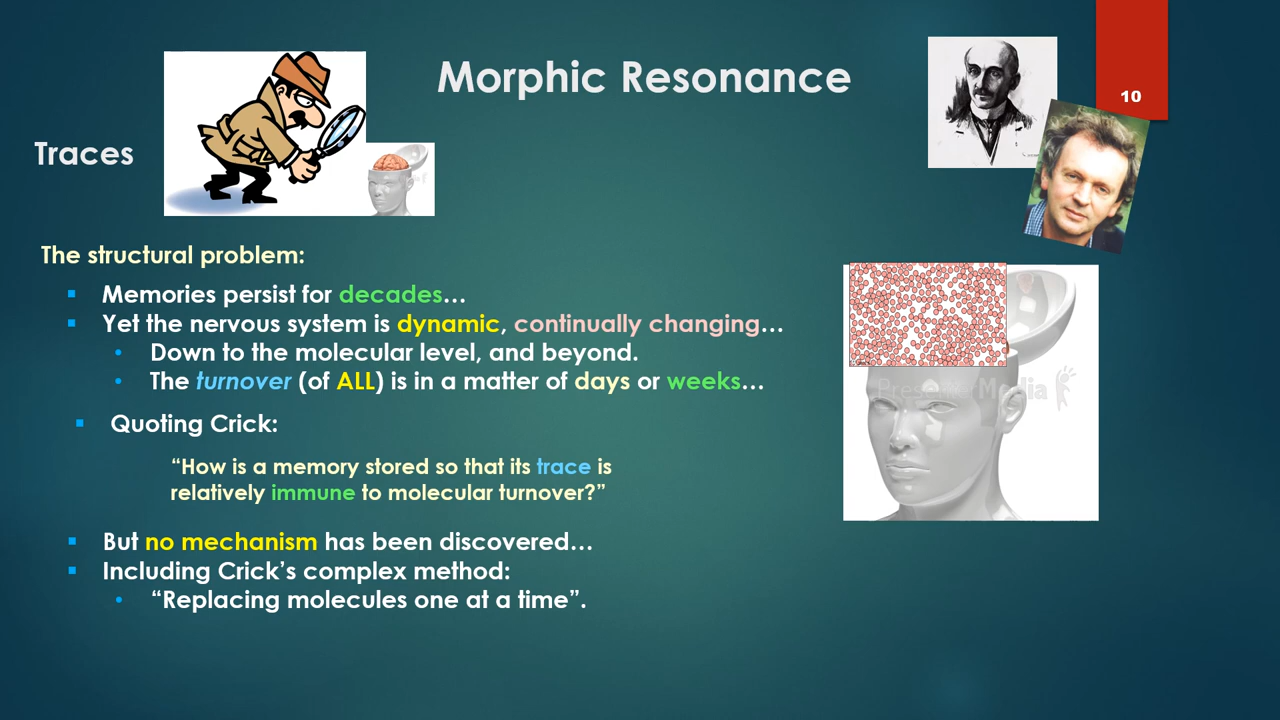 Morphic Resonance
10
Traces
The structural problem:
Memories persist for decades…
Yet the nervous system is dynamic, continually changing…
Down to the molecular level, and beyond.
The turnover (of ALL) is in a matter of days or weeks…
Quoting Crick:
“How is a memory stored so that its trace is
relatively immune to molecular turnover?”
But no mechanism has been discovered…
Including Crick’s complex method:
“Replacing molecules one at a time”.